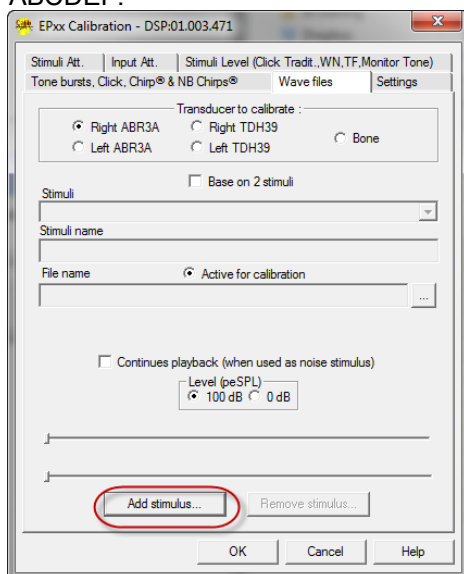 EPxx Calibration - DSP:01.003.471
Stimuli Att. Input Att. Stimuli Level (Click Tradit.,WN,TF,Monitor Tone)
Tone bursts, Click, Chirp® & NB Chirps® Wave files Settings
Transducer to calibrate :
Right ABR3A Right TDH39 Bone
Left ABR3A Left TDH39
Base on 2 stimuli
Stimuli
Stimuli name
File name Active for calibration
...
Continues playback (when used as noise stimulus)
Level (peSPL)
100 dB 0 dB
Add stimulus... Remove stimulus...
OK Cancel Help